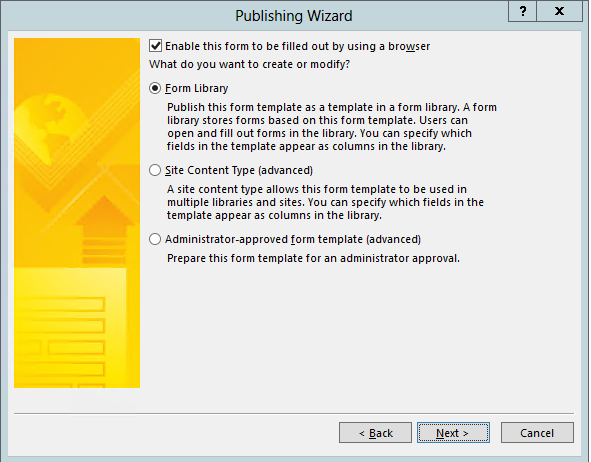 Publishing Wizard
? x
Enable this form to be filled out by using a browser
What do you want to create or modify?
Form Library
Publish this form template as a template in a form library. A form
library stores forms based on this form template. Users can
open and fill out forms in the library. You can specify which
fields in the template appear as columns in the library.
Site Content Type (advanced)
A site content type allows this form template to be used in
multiple libraries and sites. You can specify which fields in the
template appear as columns in the library.
Administrator-approved form template (advanced)
Prepare this form template for an administrator approval.
< Back Next > Cancel